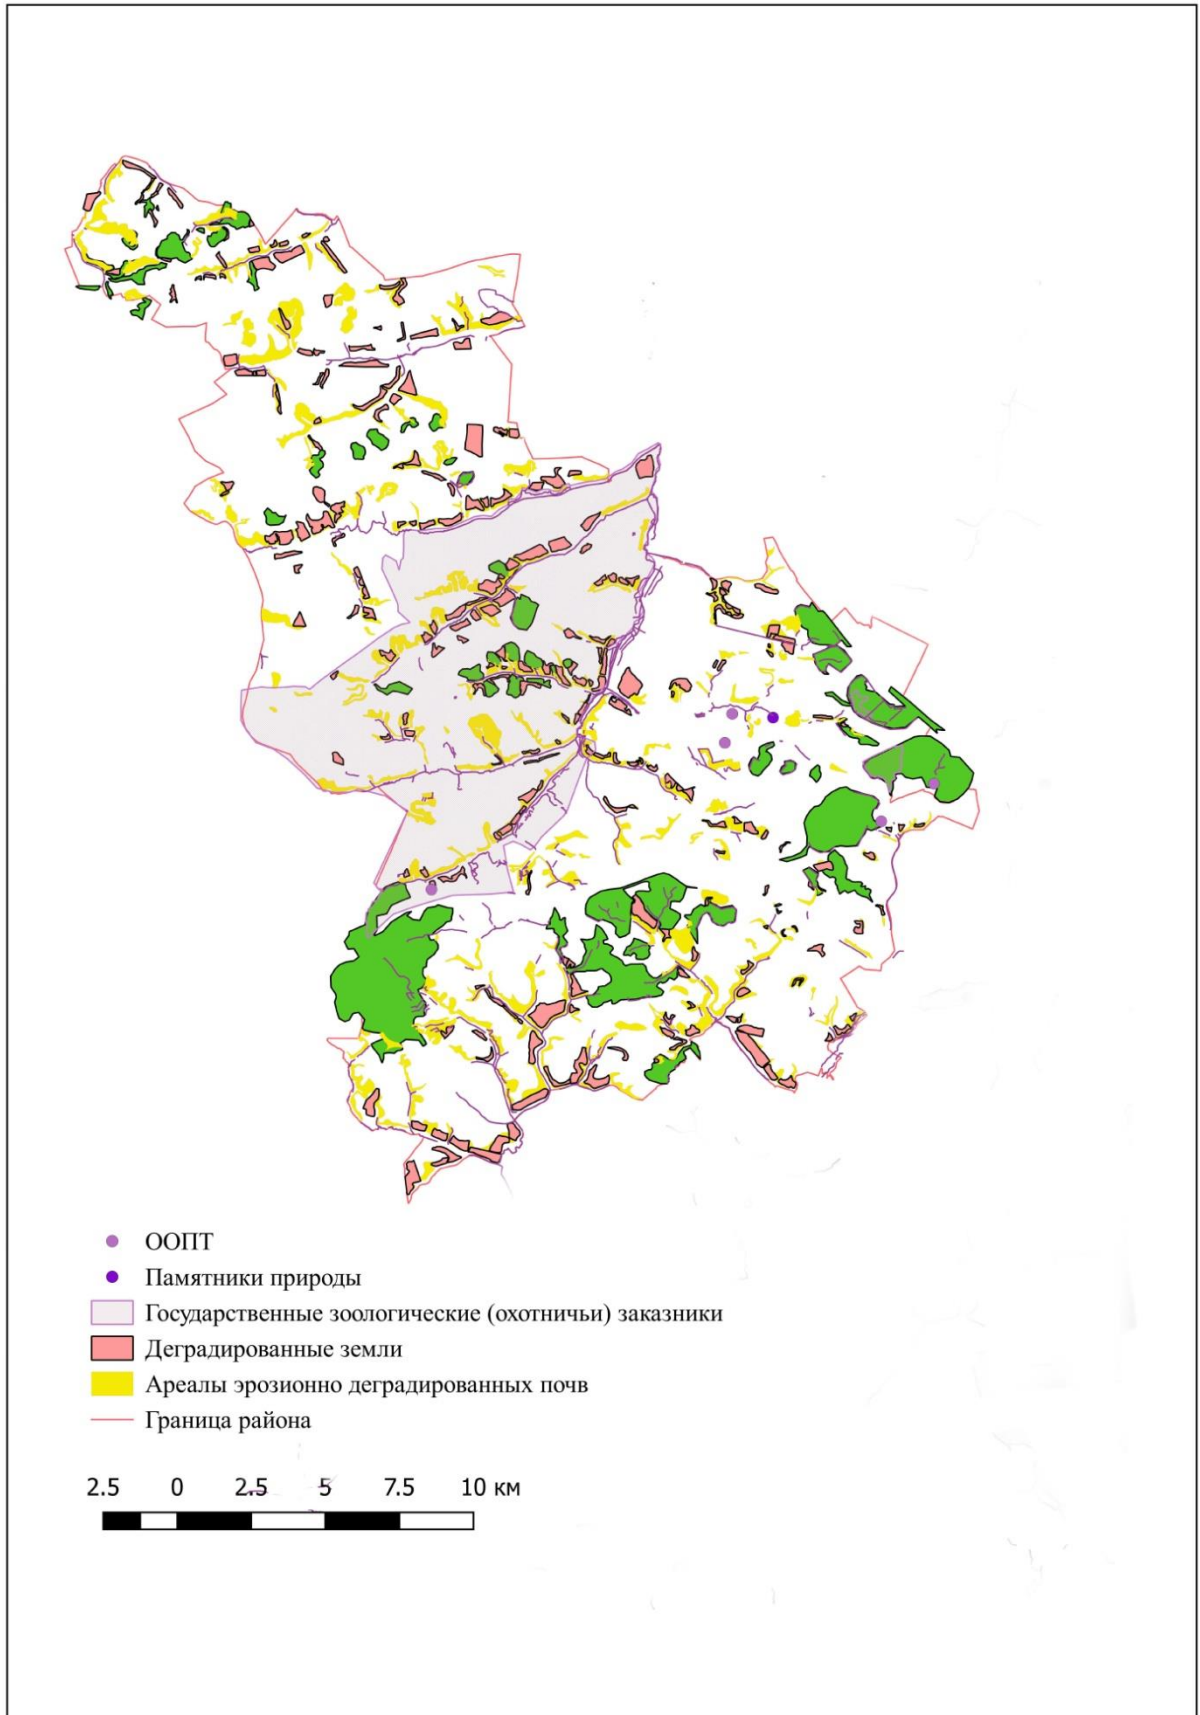 ООПТ
Памятники природы
Государственные зоологические (охотничьи) заказники
Деградированные земли
Ареалы эрозионно деградированных почв
Граница района
2.5 0 2.5 5 7.5 10 км